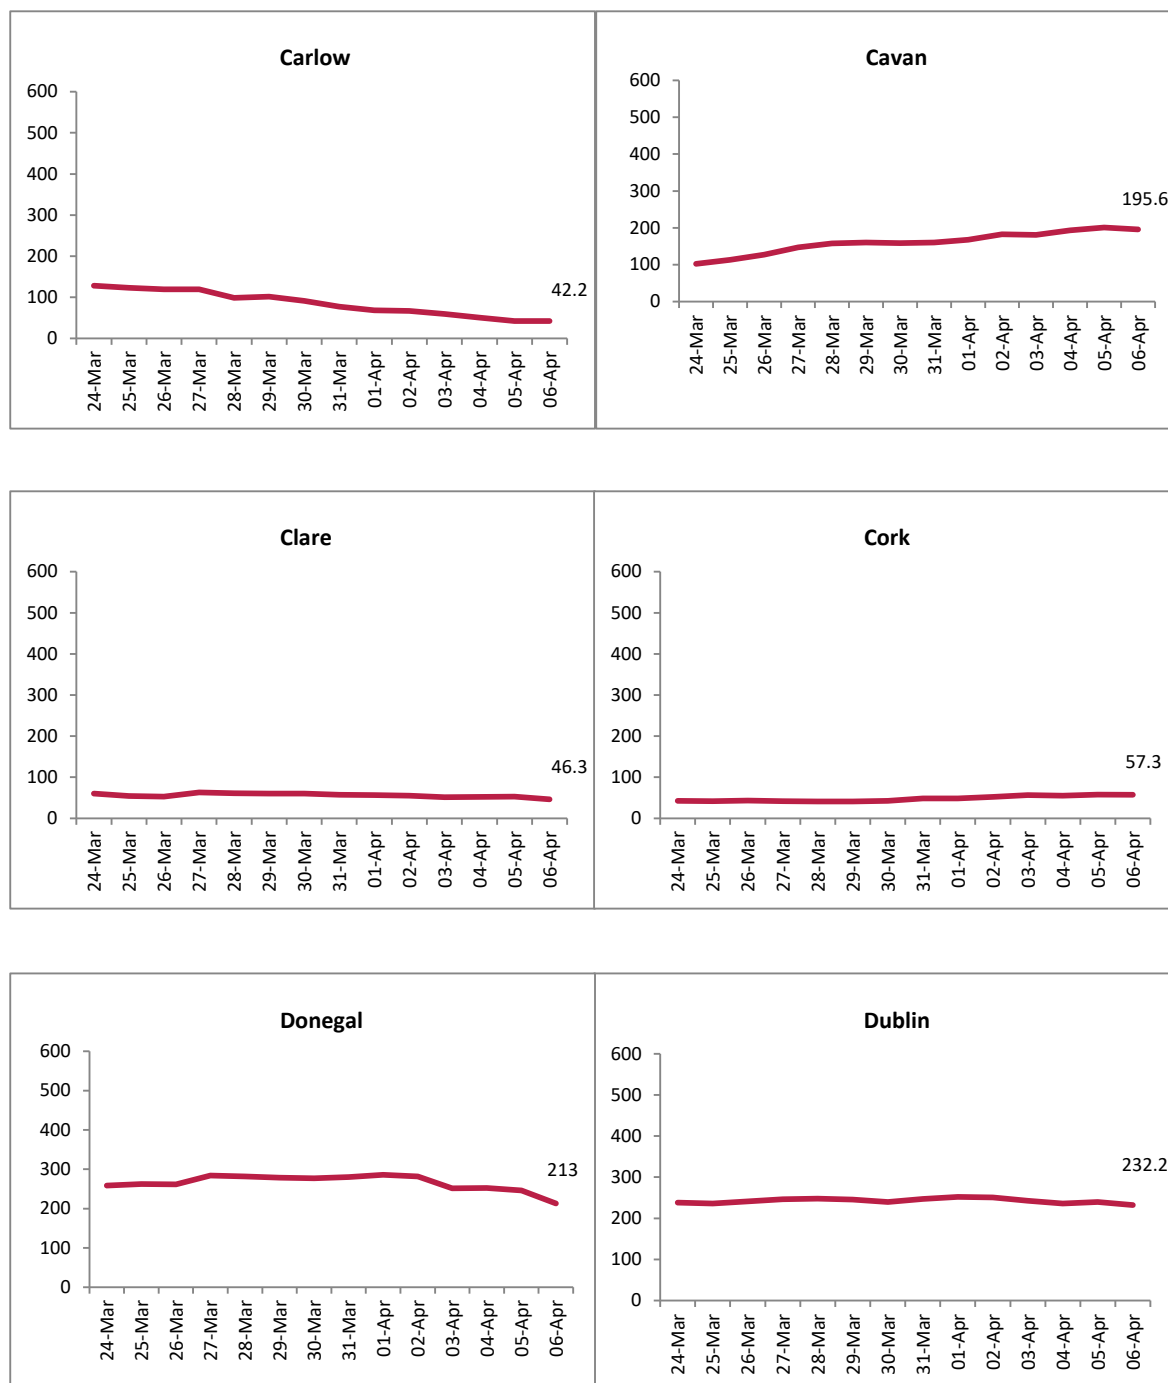 Carlow
600
500
400
300
200
100
0
42.2
24-Mar
25-Mar
26-Mar
27-Mar
28-Mar
29-Mar
30-Mar
31-Mar
01-Apr
02-Apr
03-Apr
04-Apr
05-Apr
06-Apr
Cavan
600
500
400
300
200
100
0
195.6
24-Mar
25-Mar
26-Mar
27-Mar
28-Mar
29-Mar
30-Mar
31-Mar
01-Apr
02-Apr
03-Apr
04-Apr
05-Apr
06-Apr
Clare
600
500
400
300
200
100
0
46.3
24-Mar
25-Mar
26-Mar
27-Mar
28-Mar
29-Mar
30-Mar
31-Mar
01-Apr
02-Apr
03-Apr
04-Apr
05-Apr
06-Apr
Cork
600
500
400
300
200
100
0
57.3
24-Mar
25-Mar
26-Mar
27-Mar
28-Mar
29-Mar
30-Mar
31-Mar
01-Apr
02-Apr
03-Apr
04-Apr
05-Apr
06-Apr
Donegal
600
500
400
300
200
100
0
213
24-Mar
25-Mar
26-Mar
27-Mar
28-Mar
29-Mar
30-Mar
31-Mar
01-Apr
02-Apr
03-Apr
04-Apr
05-Apr
06-Apr
Dublin
600
500
400
300
200
100
0
232.2
24-Mar
25-Mar
26-Mar
27-Mar
28-Mar
29-Mar
30-Mar
31-Mar
01-Apr
02-Apr
03-Apr
04-Apr
05-Apr
06-Apr